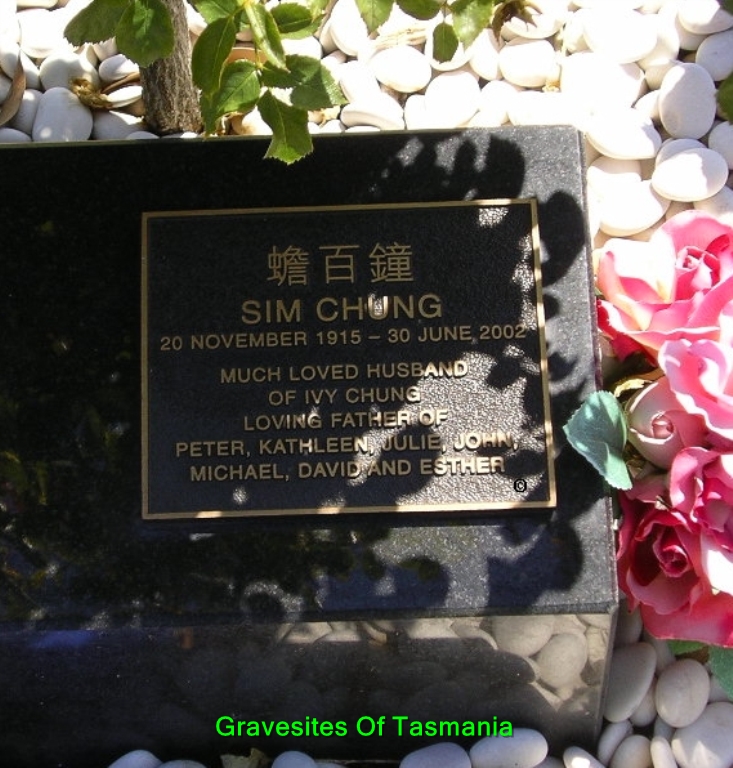 蟾百鐘
SIM CHUNG
20 NOVEMBER 1915 – 30 JUNE 2002
MUCH LOVED HUSBAND
OF IVY CHUNG
LOVING FATHER OF
PETER, KATHLEEN, JULIE, JOHN,
MICHAEL, DAVID AND ESTHER
©
Gravesites Of Tasmania